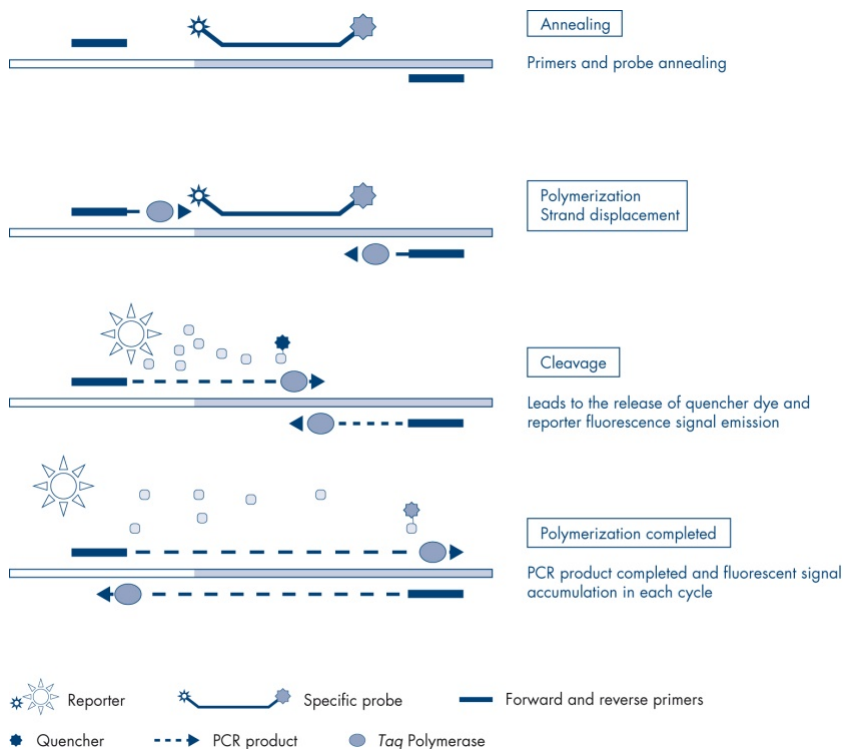 Annealing
Primers and probe annealing
Polymerization
Strand displacement
Cleavage
Leads to the release of quencher dye and
reporter fluorescence signal emission
Polymerization completed
PCR product completed and fluorescent signal
accumulation in each cycle
Reporter
Specific probe
Forward and reverse primers
Quencher
PCR product
Taq Polymerase